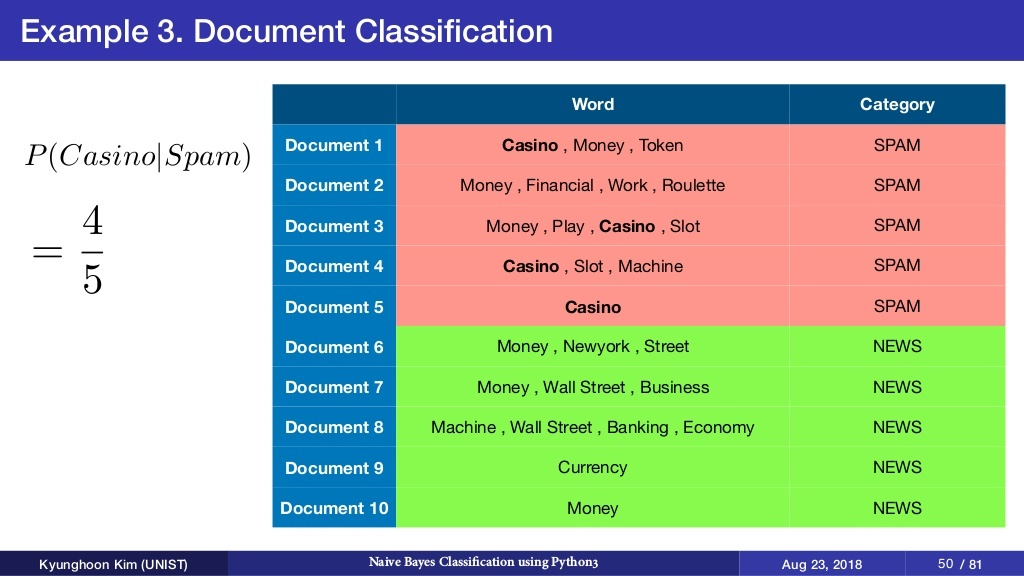 Example 3. Document Classification
P(Casino|Spam)
= 4/5
Word Category
Document 1 Casino , Money , Token SPAM
Document 2 Money , Financial , Work , Roulette SPAM
Document 3 Money , Play , Casino , Slot SPAM
Document 4 Casino , Slot , Machine SPAM
Document 5 Casino SPAM
Document 6 Money , Newyork , Street NEWS
Document 7 Money , Wall Street , Business NEWS
Document 8 Machine , Wall Street , Banking , Economy NEWS
Document 9 Currency NEWS
Document 10 Money NEWS
Kyunghoon Kim (UNIST) Naive Bayes Classification using Python3 Aug 23, 2018 50 / 81